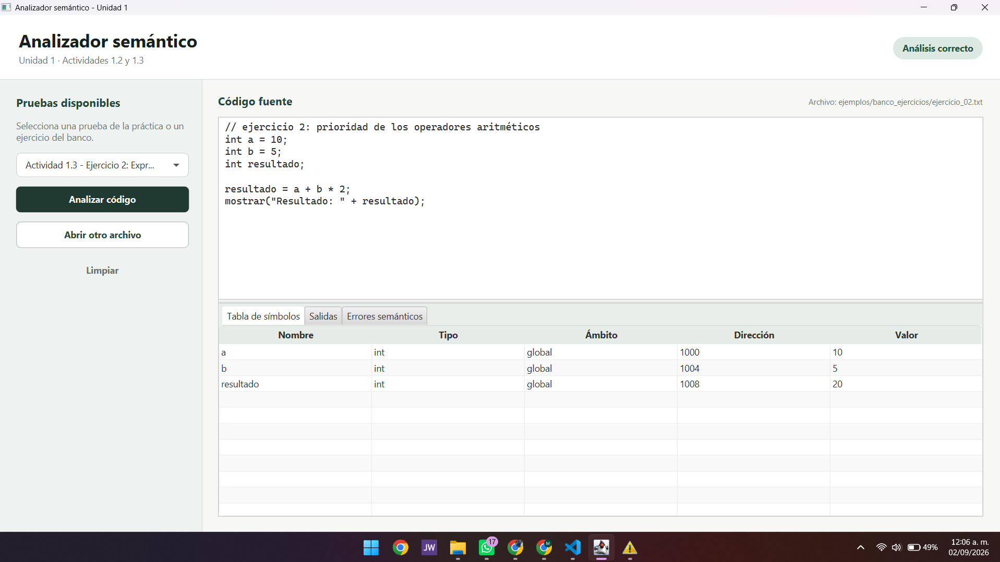 Analizador semántico - Unidad 1
Analizador semántico
Unidad 1 · Actividades 1.2 y 1.3
Análisis correcto
Pruebas disponibles
Selecciona una prueba de la práctica o un
ejercicio del banco.
Actividad 1.3 - Ejercicio 2: Expr...
Analizar código
Abrir otro archivo
Limpiar
Código fuente
Archivo: ejemplos/banco_ejercicios/ejercicio_02.txt
// ejercicio 2: prioridad de los operadores aritméticos
int a = 10;
int b = 5;
int resultado;
resultado = a + b * 2;
mostrar("Resultado: " + resultado);
Tabla de símbolos Salidas Errores semánticos
Nombre Tipo Ámbito Dirección Valor
a int global 1000 10
b int global 1004 5
resultado int global 1008 20
JW
17
M
49%
12:06 a. m.
02/09/2026